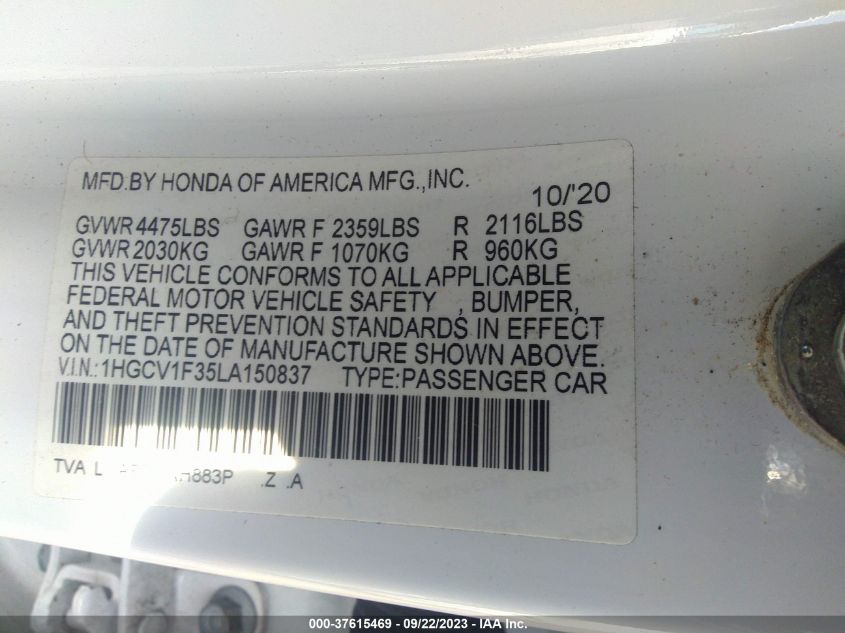 MFD.BY HONDA OF AMERICA MFG.,INC.
10/'20
GVWR 4475LBS GAWR F 2359LBS R 2116LBS
GVWR 2030KG GAWR F 1070KG R 960KG
THIS VEHICLE CONFORMS TO ALL APPLICABLE
FEDERAL MOTOR VEHICLE SAFETY , BUMPER,
AND THEFT PREVENTION STANDARDS IN EFFECT
ON THE DATE OF MANUFACTURE SHOWN ABOVE.
V.I.N.:1HGCV1F35LA150837 TYPE:PASSENGER CAR
TVA L
000-37615469 - 09/22/2023 - IAA Inc.